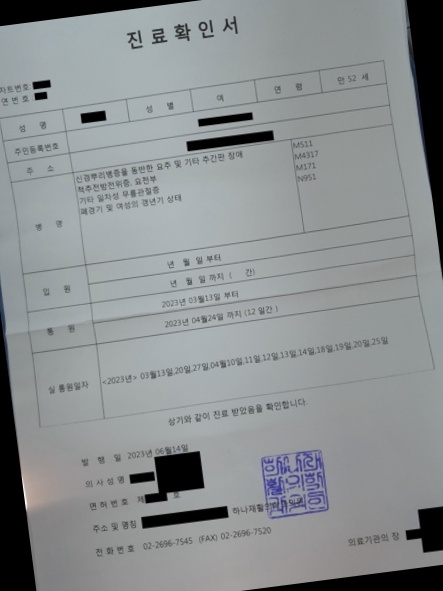 진료확인서
차트번호:
연번호:
성 명 성 별 여 연 령 만 52 세
주민등록번호
주 소
병 명
신경뿌리병증을 동반한 요추 및 기타 추간판 장애 M511
척추전방전위증, 요천부 M4317
기타 일차성 무릎관절증 M171
폐경기 및 여성의 갱년기 상태 N951
입 원
년 월 일 부터
년 월 일 까지 ( 간)
통 원
2023년 03월13일 부터
2023년 04월24일 까지 (12 일간 )
실 통원일자 <2023년> 03월13일,20일,27일,04월10일,11일,12일,13일,14일,18일,19일,20일,25일
상기와 같이 진료 받았음을 확인합니다.
발 행 일 2023년 06월14일
의 사 성 명
면 허 번 호 제 호
주소 및 명칭 하나재활
전 화 번 호 02-2696-7545 (FAX) 02-2696-7520
의료기관의 장